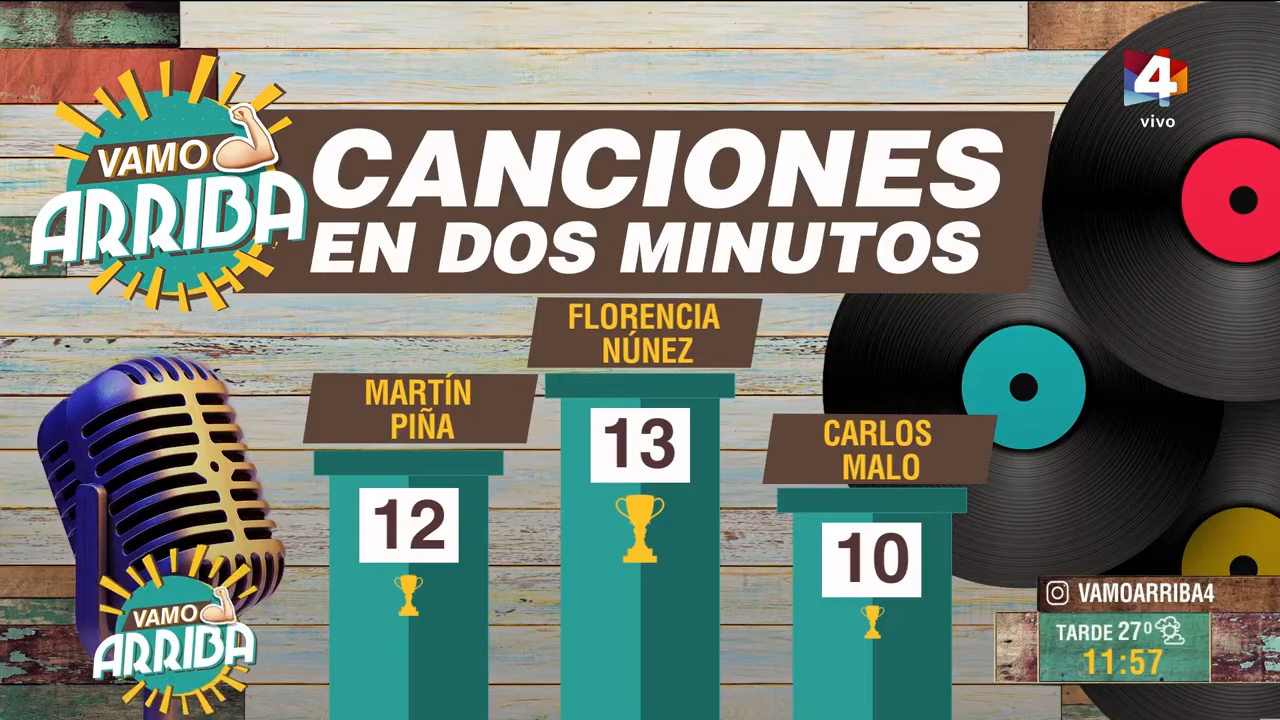 VAMO
ARRIBA
CANCIONES
EN DOS MINUTOS
4
vivo
FLORENCIA
NÚNEZ
MARTÍN
PIÑA
CARLOS
MALO
13
12
10
VAMO
ARRIBA
VAMOARRIBA4
TARDE 27º
11:57